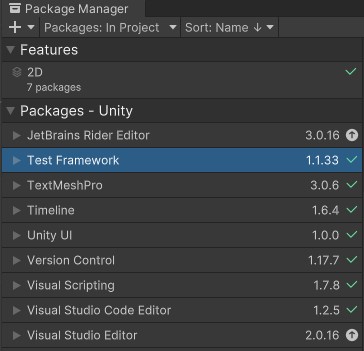 Package Manager
Packages: In Project Sort: Name ↓
Features
2D
7 packages
Packages - Unity
JetBrains Rider Editor 3.0.16
Test Framework 1.1.33
TextMeshPro 3.0.6
Timeline 1.6.4
Unity UI 1.0.0
Version Control 1.17.7
Visual Scripting 1.7.8
Visual Studio Code Editor 1.2.5
Visual Studio Editor 2.0.16